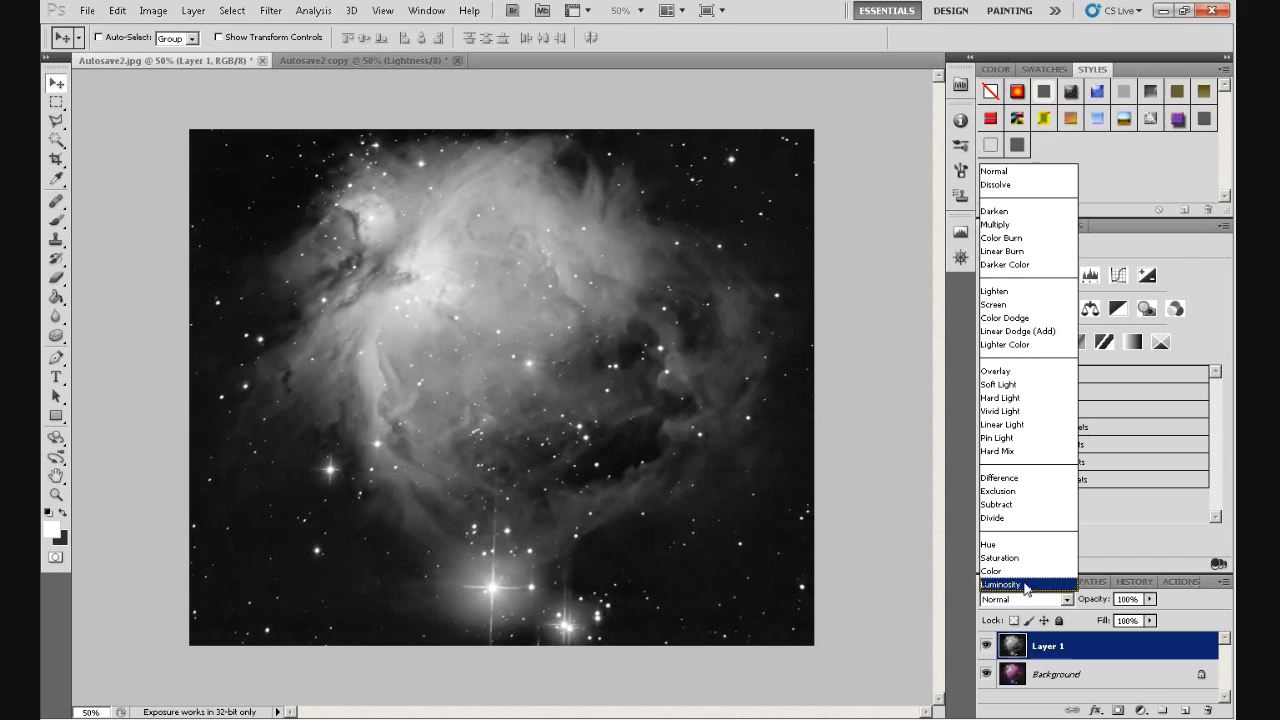 Ps File Edit Image Layer Select Filter Analysis 3D View Window Help Br Mb 50% ESSENTIALS DESIGN PAINTING CS Live
Auto-Select: Group Show Transform Controls
Autosave2.jpg @ 50% (Layer 1, RGB/8) * Autosave2 copy @ 50% (Lightness/8) *
COLOR SWATCHES STYLES
Mb
Normal
Dissolve
Darken
Multiply
Color Burn
Linear Burn
Darker Color
Lighten
Screen
Color Dodge
Linear Dodge (Add)
Lighter Color
Overlay
Soft Light
Hard Light
Vivid Light
Linear Light
Pin Light
Hard Mix
Difference
Exclusion
Subtract
Divide
Hue
Saturation
Color
Luminosity
PATHS HISTORY ACTIONS
Normal Opacity: 100%
Lock: Fill: 100%
Layer 1
Background
50% Exposure works in 32-bit only